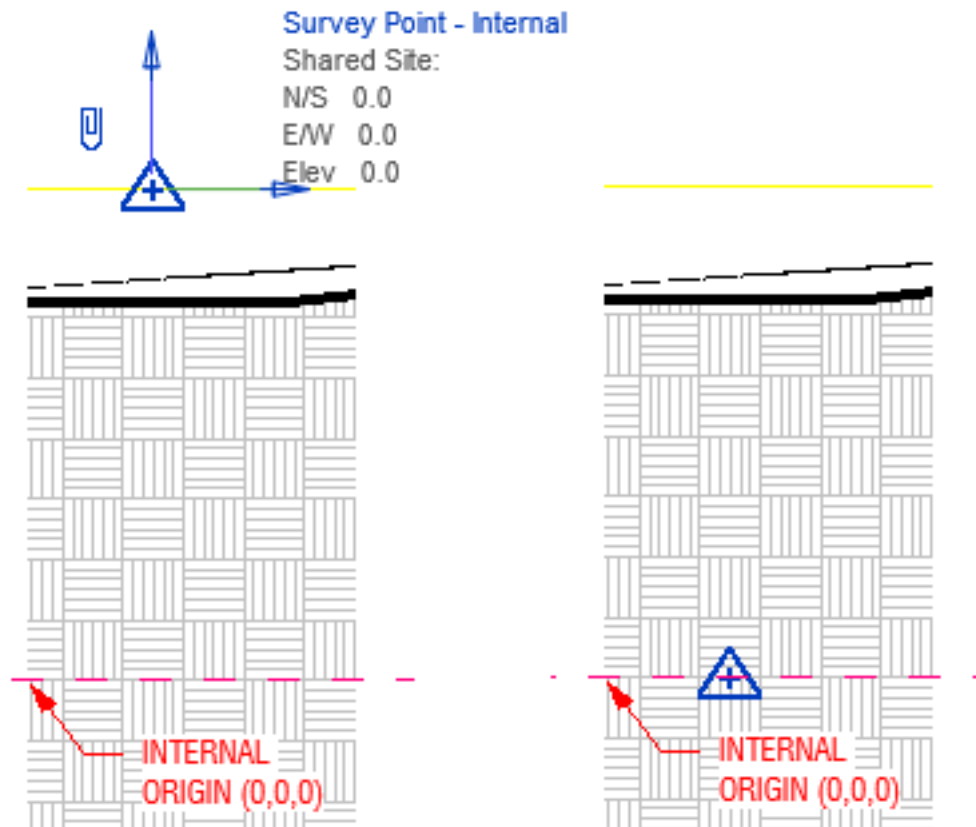 Survey Point - Internal
Shared Site:
N/S 0.0
E/W 0.0
Elev 0.0
INTERNAL
ORIGIN (0,0,0)
INTERNAL
ORIGIN (0,0,0)